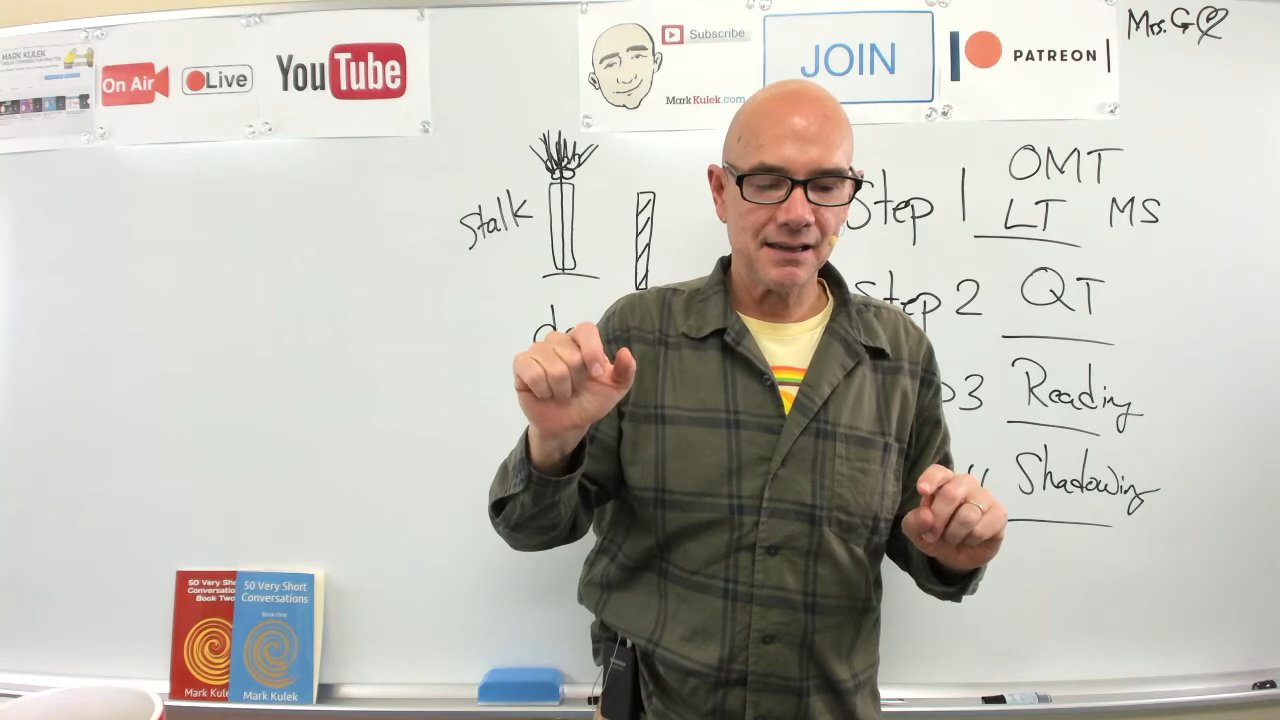 MARK KULEK
On Air
Live
YouTube
Subscribe
MarkKulek.com
JOIN
PATREON
Mrs. G
Stalk
Step 1
OMT
LT MS
Step 2 QT
3 Reading
Shadowing
50 Very Short
Conversations
Book Two
Mark
50 Very Short
Conversations
Book One
Mark Kulek